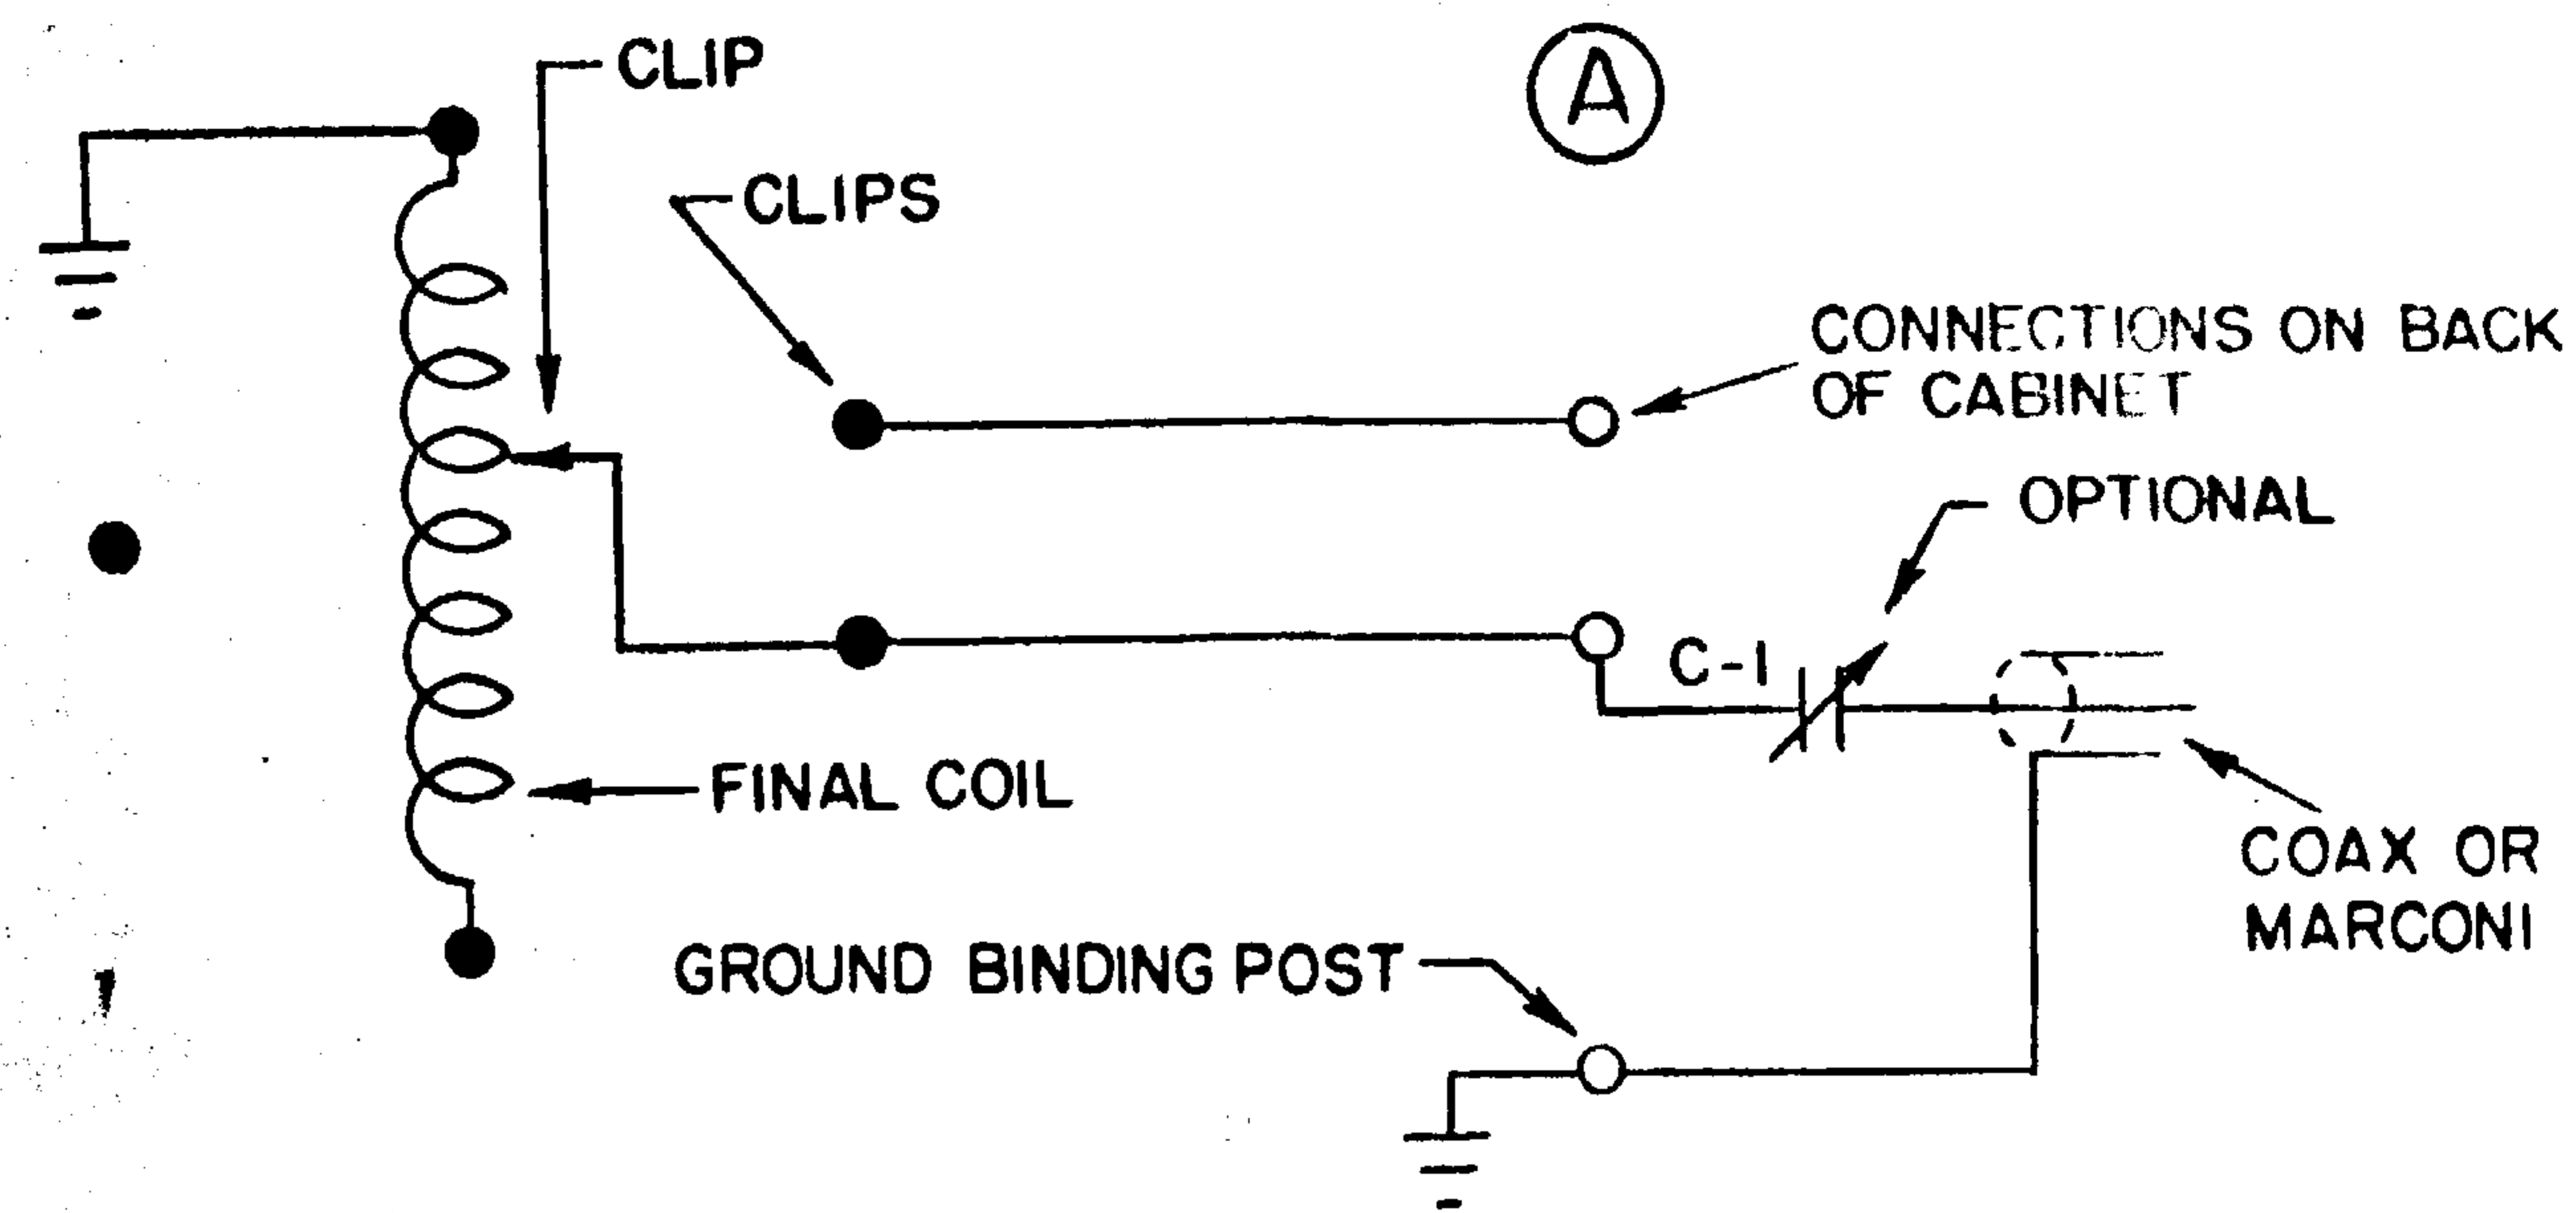 CLIP
A
CLIPS
CONNECTIONS ON BACK
OF CABINET
OPTIONAL
C-1
FINAL COIL
COAX OR
MARCONI
GROUND BINDING POST